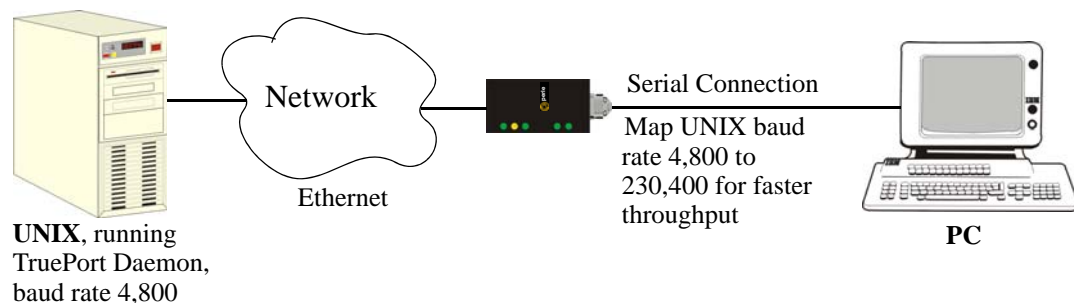 Network
Ethernet
perle
Serial Connection
Map UNIX baud
rate 4,800 to
230,400 for faster
throughput
UNIX, running
TruePort Daemon,
baud rate 4,800
PC